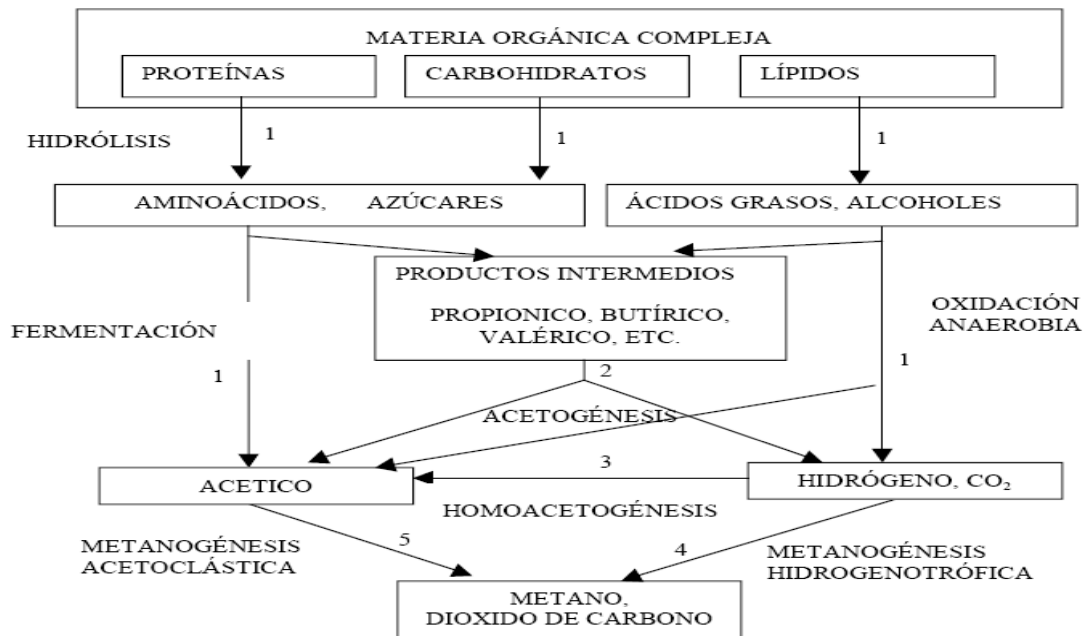 MATERIA ORGÁNICA COMPLEJA
PROTEÍNAS
CARBOHIDRATOS
LÍPIDOS
HIDRÓLISIS
1
1
1
AMINOÁCIDOS, AZÚCARES
ÁCIDOS GRASOS, ALCOHOLES
PRODUCTOS INTERMEDIOS
PROPIONICO, BUTÍRICO,
VALÉRICO, ETC.
FERMENTACIÓN
OXIDACIÓN
ANAEROBIA
1
2
1
ACETOGÉNESIS
3
ACETICO
HIDRÓGENO, CO₂
HOMOACETOGÉNESIS
METANOGÉNESIS
ACETOCLÁSTICA
5
4
METANOGÉNESIS
HIDROGENOTRÓFICA
METANO,
DIOXIDO DE CARBONO